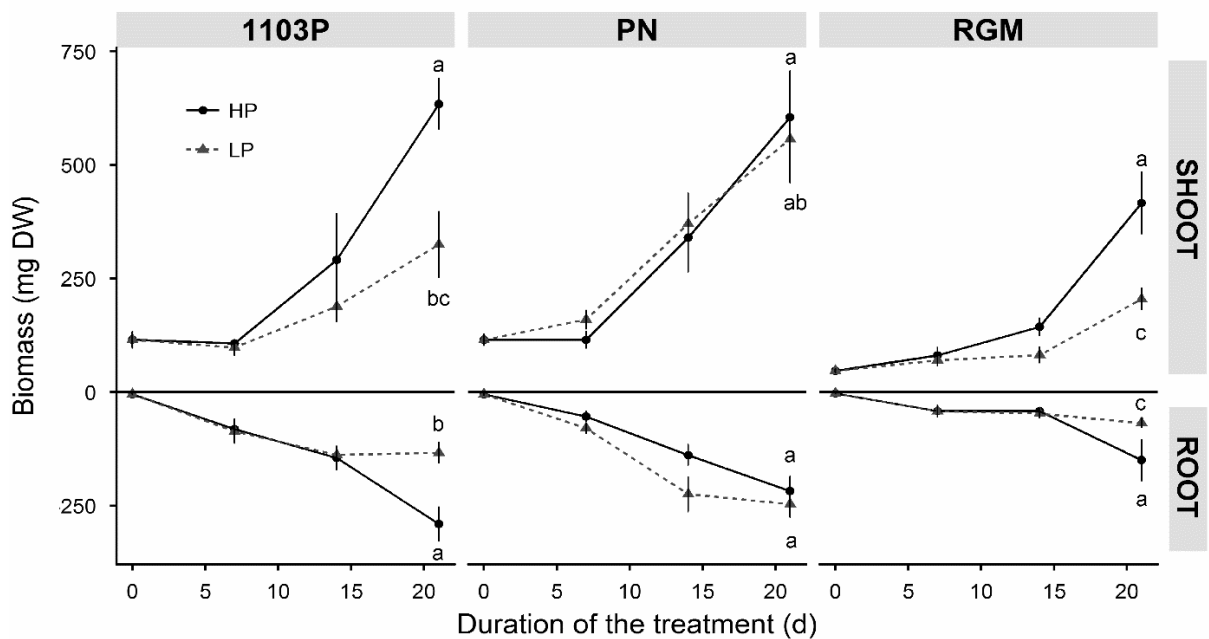 1103P PN RGM
750
500
250
0
250
Biomass (mg DW)
HP
LP
a
bc
b
a
a
ab
a
a
a
c
c
a
SHOOT
ROOT
0 5 10 15 20 0 5 10 15 20 0 5 10 15 20
Duration of the treatment (d)